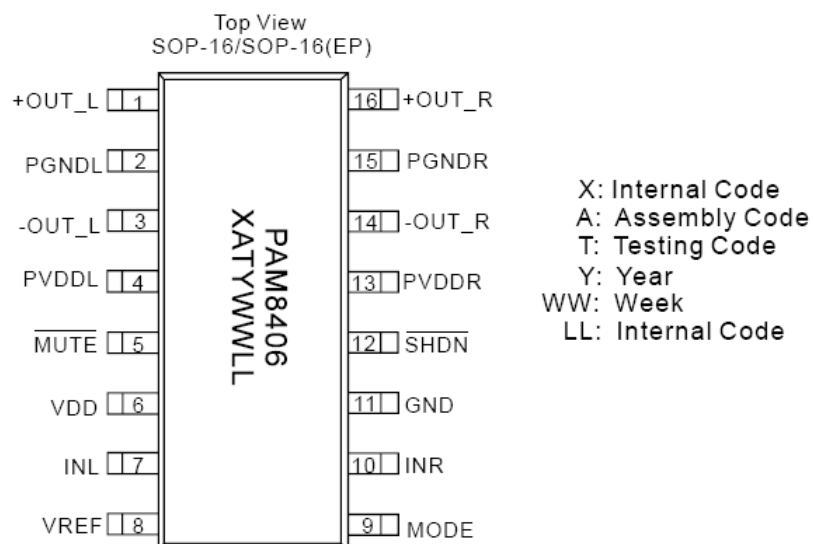 Top View
SOP-16/SOP-16(EP)
+OUT_L 1
16 +OUT_R
PGNDL 2
15 PGNDR
-OUT_L 3
14 -OUT_R
PVDDL 4
13 PVDDR
MUTE 5
12 SHDN
VDD 6
11 GND
INL 7
10 INR
VREF 8
9 MODE
PAM8406
XATYWWLL
X: Internal Code
A: Assembly Code
T: Testing Code
Y: Year
WW: Week
LL: Internal Code